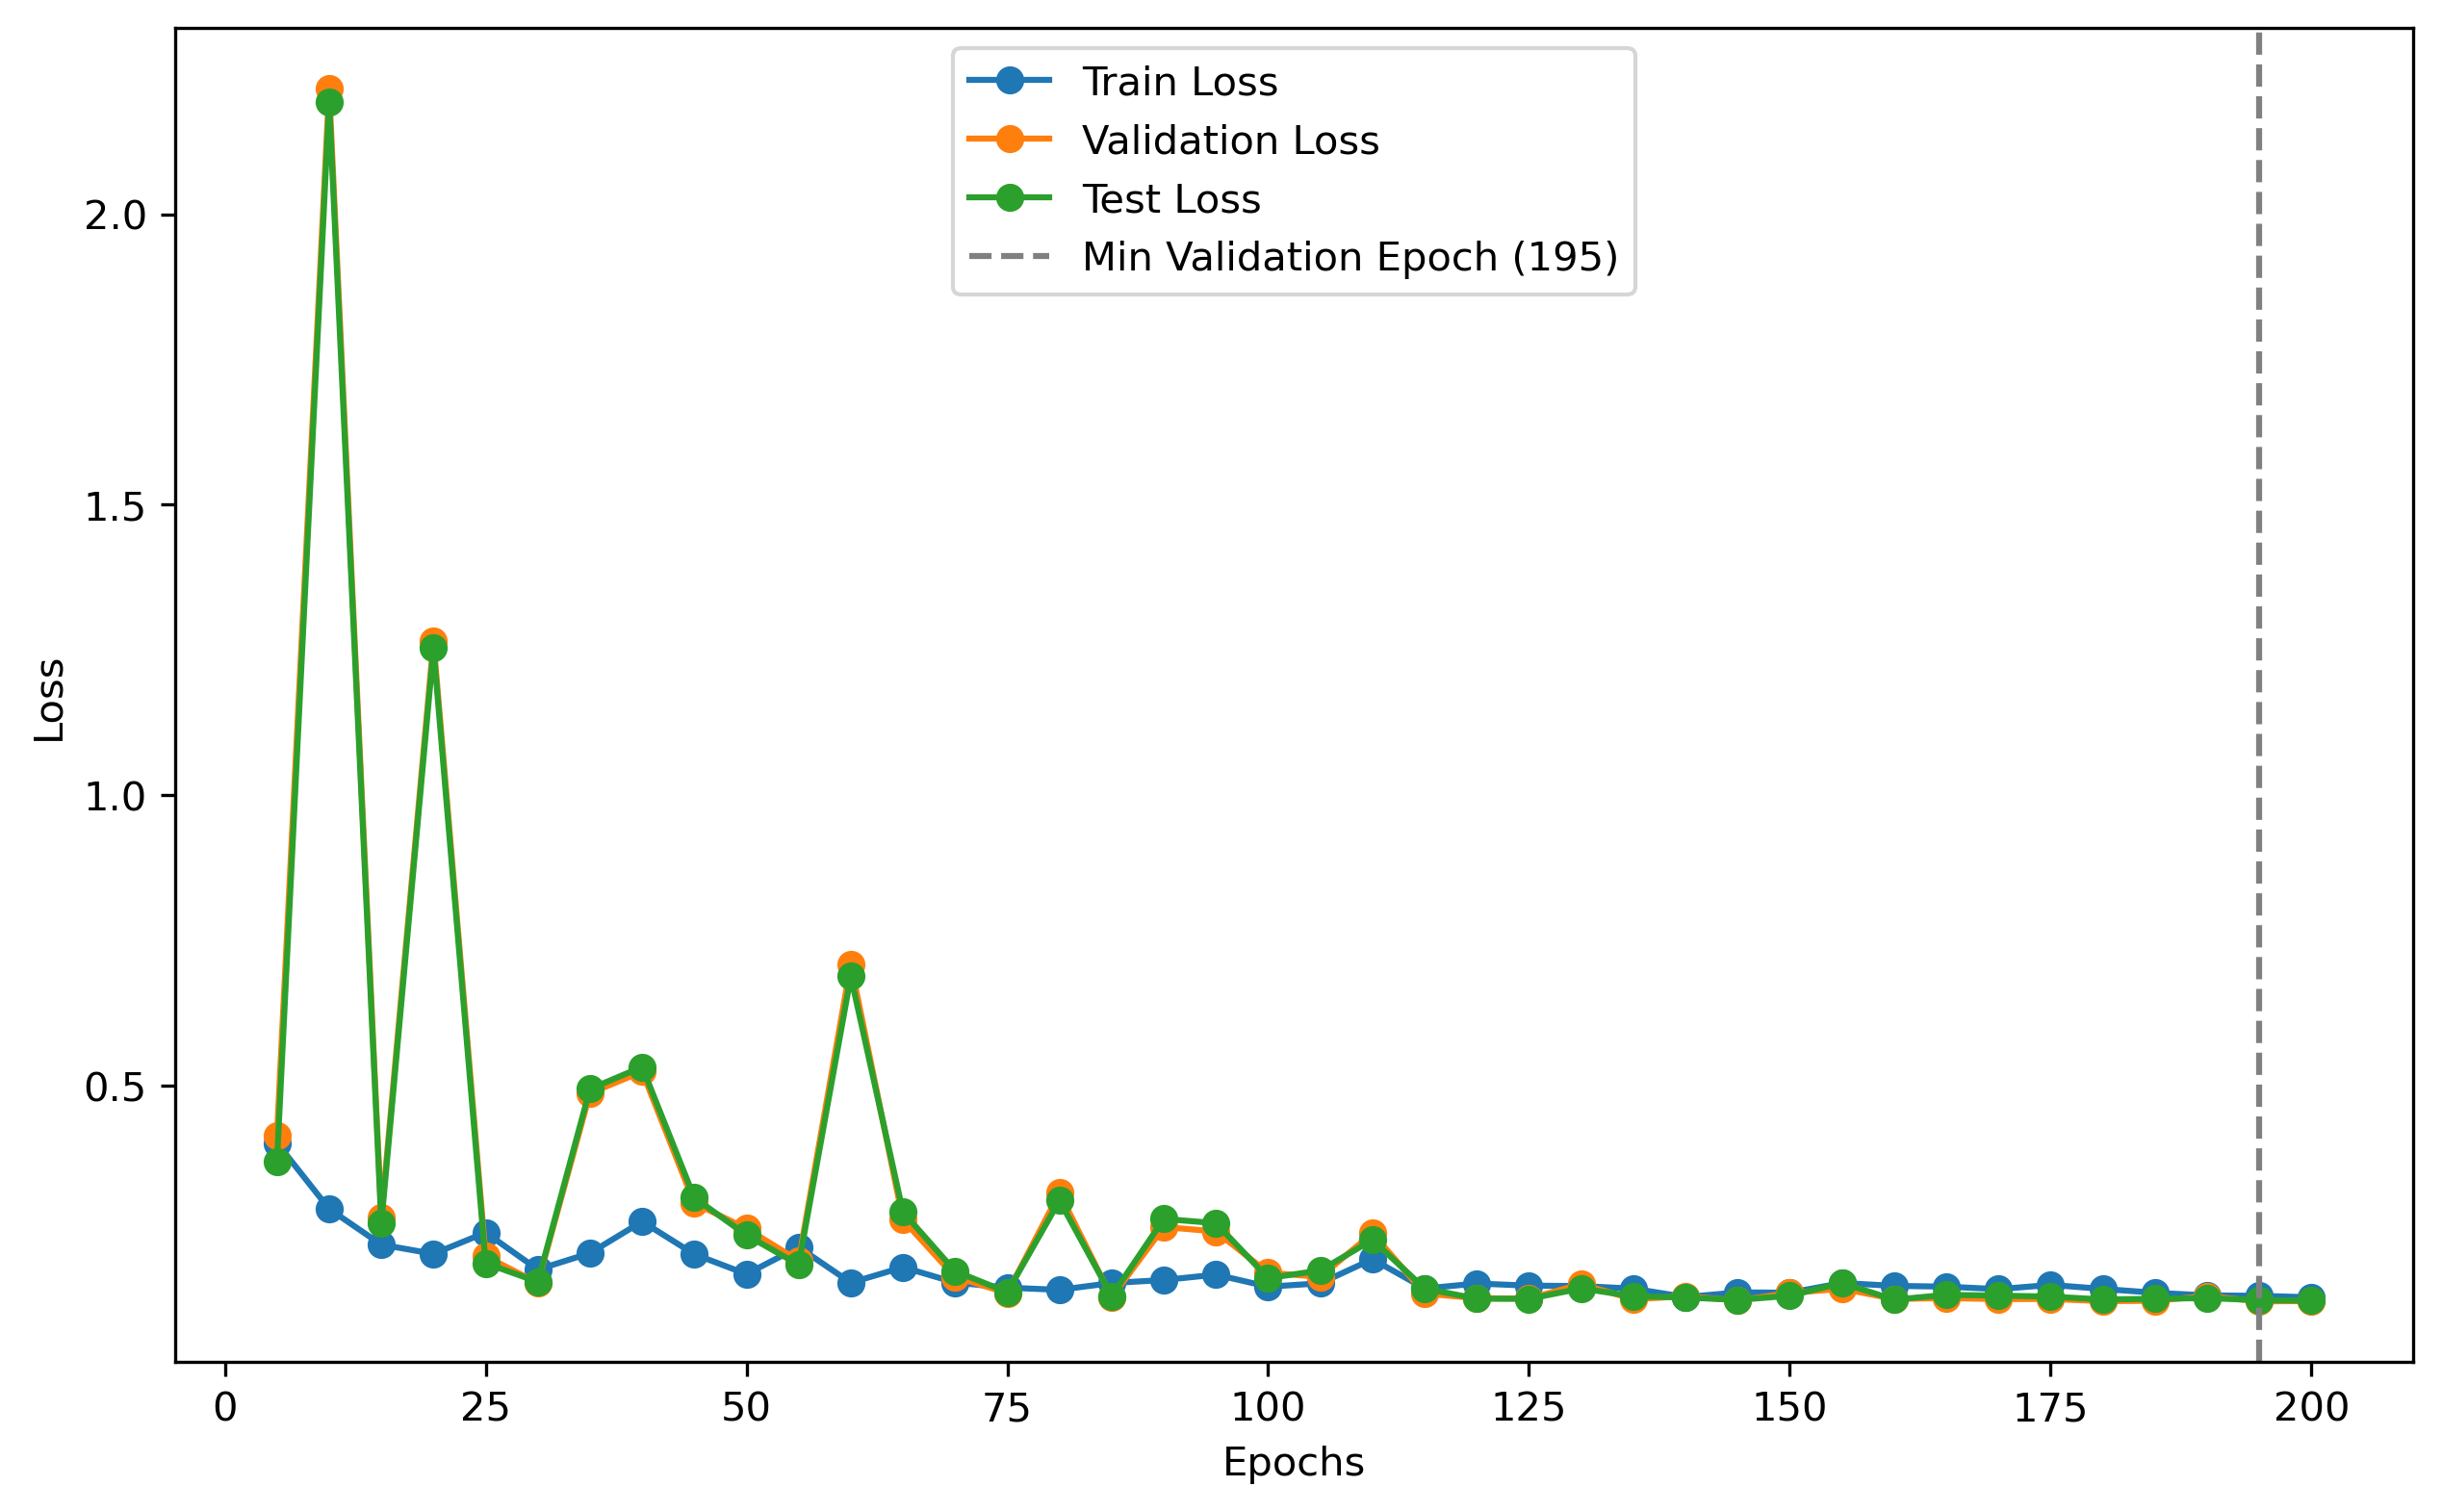 Train Loss
Validation Loss
Test Loss
Min Validation Epoch (195)
2.0
1.5
1.0
0.5
Loss
0 25 50 75 100 125 150 175 200
Epochs